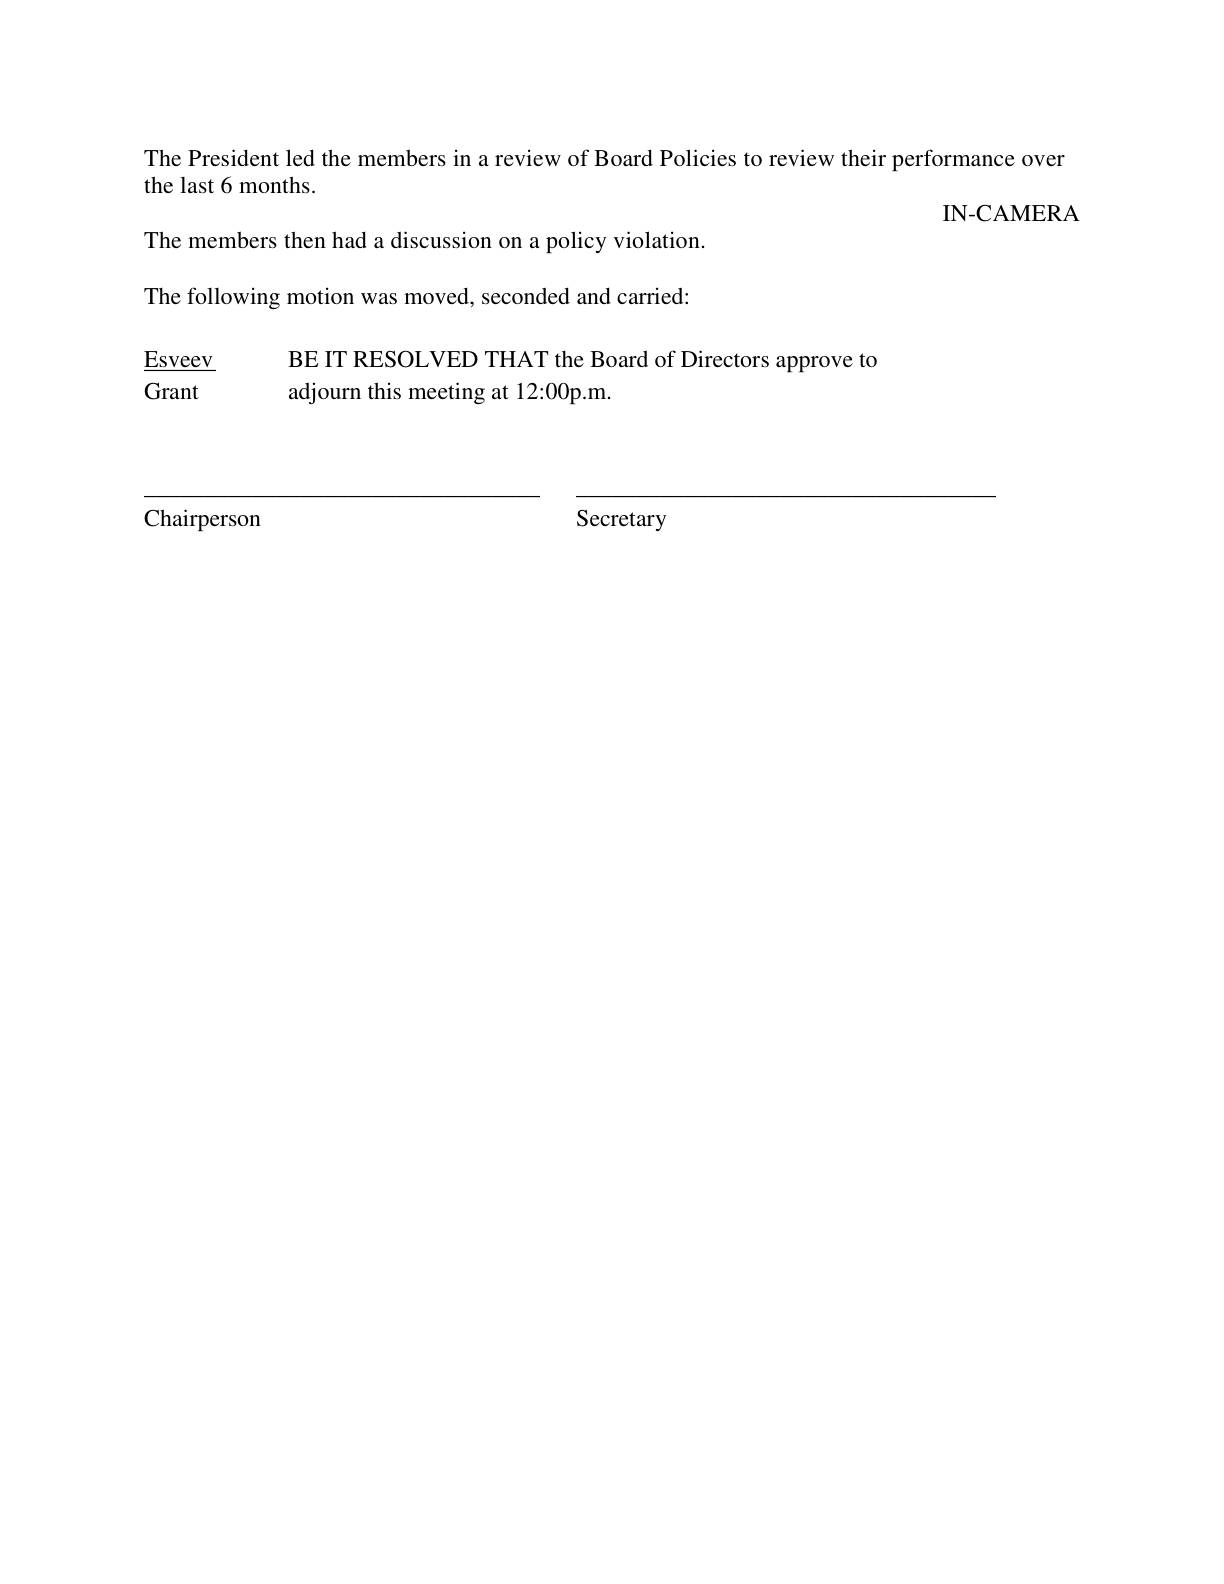 The President led the members in a review of Board Policies to review their performance over
the last 6 months.
IN-CAMERA
The members then had a discussion on a policy violation.
The following motion was moved, seconded and carried:
Esveev BE IT RESOLVED THAT the Board of Directors approve to
Grant adjourn this meeting at 12:00p.m.
Chairperson Secretary